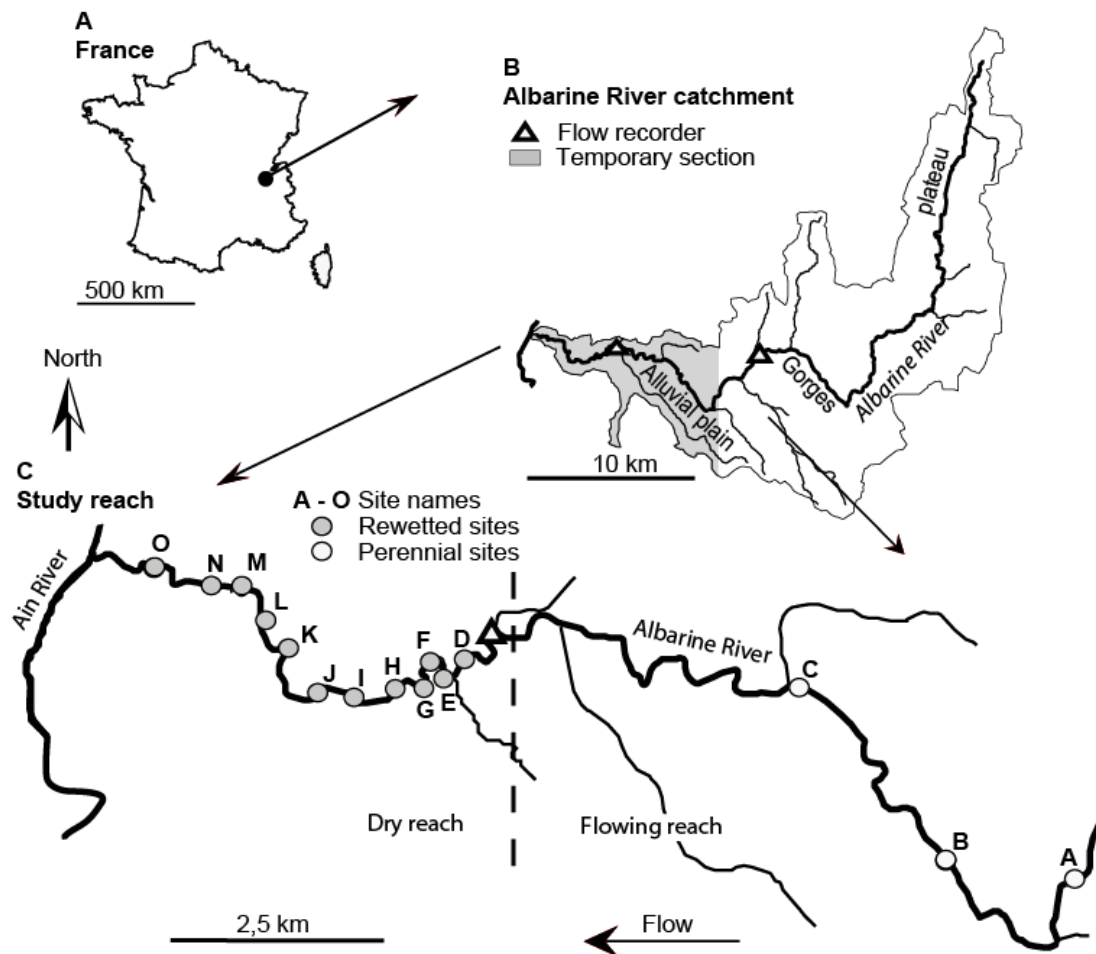 A
France
500 km
North
B
Albarine River catchment
Flow recorder
Temporary section
plateau
Albarine River
Gorges
Alluvial plain
10 km
C
Study reach
A - O Site names
Rewetted sites
Perennial sites
Ain River
O
N
M
L
K
J
I
H
G
F
E
D
Albarine River
C
B
A
Dry reach
Flowing reach
2,5 km
Flow